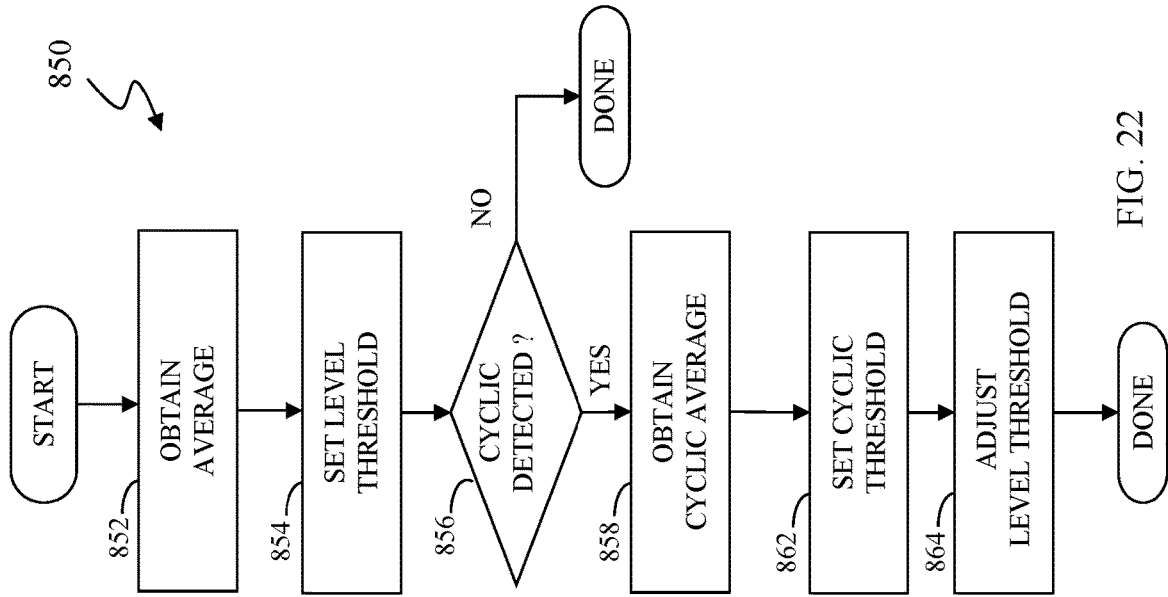 850
START
852
OBTAIN
AVERAGE
854
SET LEVEL
THRESHOLD
856
CYCLIC
DETECTED ?
NO
DONE
YES
858
OBTAIN
CYCLIC AVERAGE
862
SET CYCLIC
THRESHOLD
864
ADJUST
LEVEL THRESHOLD
DONE
FIG. 22